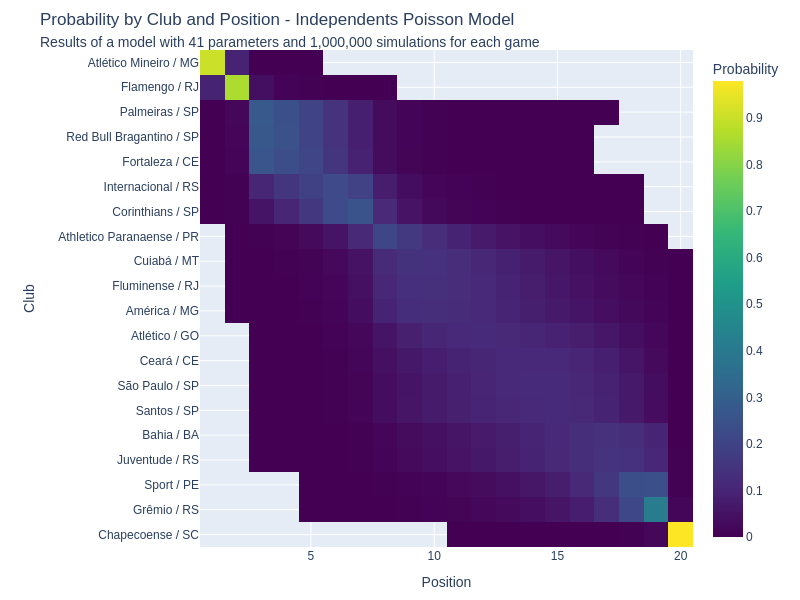 Probability by Club and Position - Independents Poisson Model
Results of a model with 41 parameters and 1,000,000 simulations for each game
Club
Atlético Mineiro / MG
Flamengo / RJ
Palmeiras / SP
Red Bull Bragantino / SP
Fortaleza / CE
Internacional / RS
Corinthians / SP
Athletico Paranaense / PR
Cuiabá / MT
Fluminense / RJ
América / MG
Atlético / GO
Ceará / CE
São Paulo / SP
Santos / SP
Bahia / BA
Juventude / RS
Sport / PE
Grêmio / RS
Chapecoense / SC
5 10 15 20
Position
Probability
0.9
0.8
0.7
0.6
0.5
0.4
0.3
0.2
0.1
0